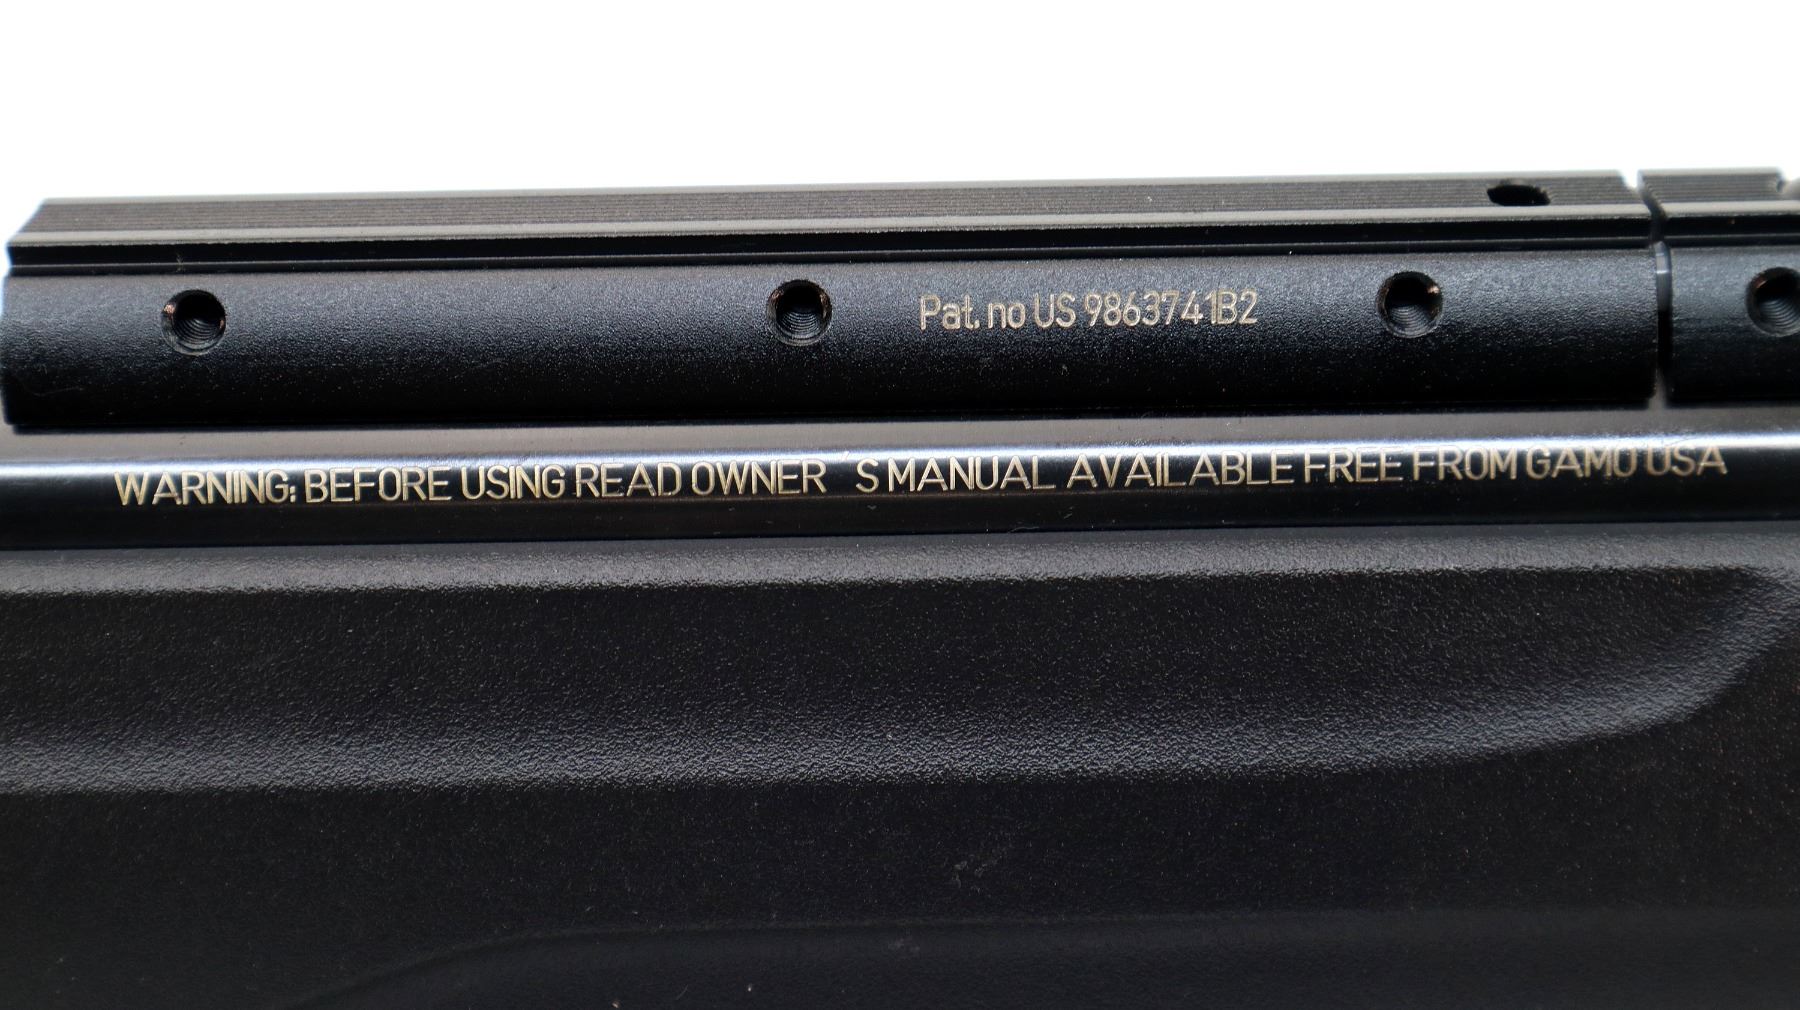 Pat. no US 9863741B2
WARNING: BEFORE USING READ OWNER S MANUAL AVAILABLE FREE FROM GAMO USA